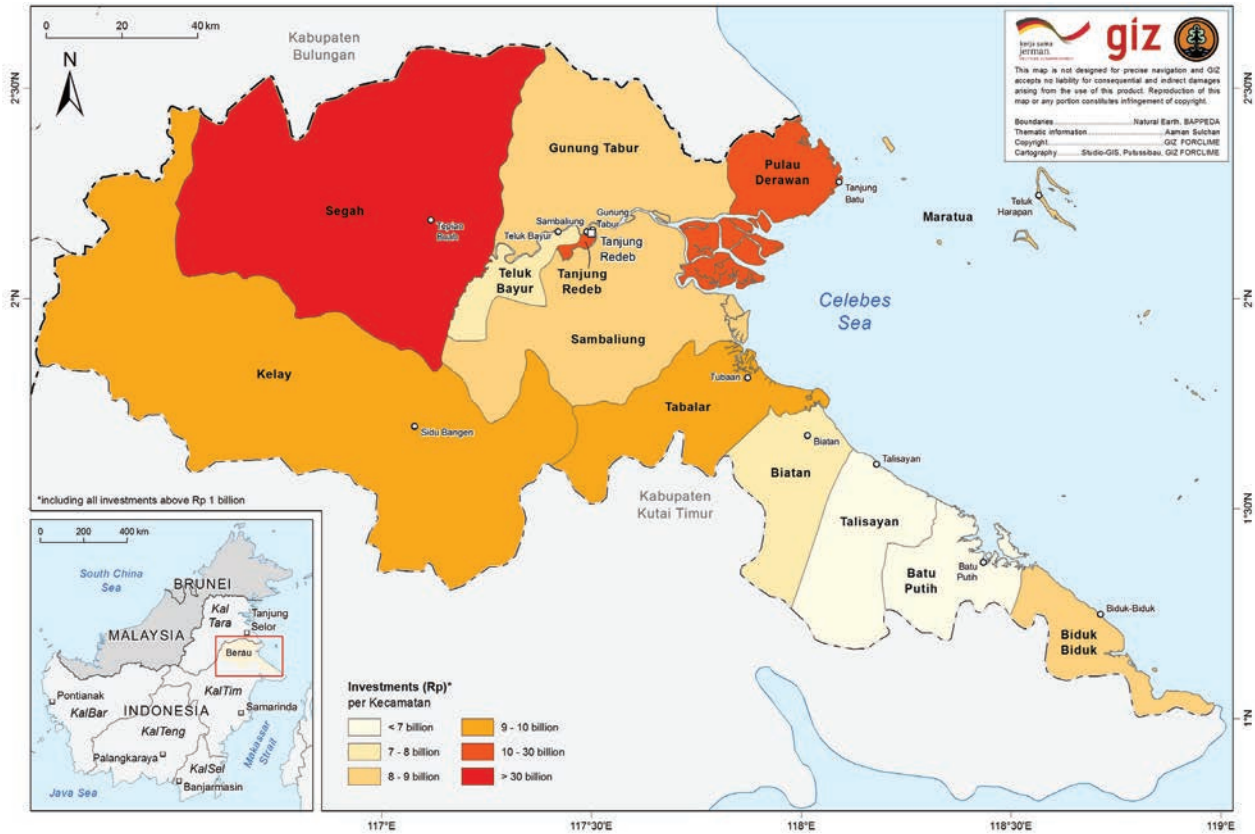 0 20 40 km
N
Kabupaten
Bulungan
kerja sama
jerman
giz
This map is not designed for precise navigation and GIZ
accepts no liability for consequential and indirect damages
arising from the use of this product. Reproduction of this
map or any portion constitutes infringement of copyright.
Boundaries Natural Earth, BAPPEDA
Thematic information Aaman Sulchan
Copyright GIZ FORCLIME
Cartography Studio-GIS, Putussibau, GIZ FORCLIME
2°30'N
2°30'N
Gunung Tabur
Pulau
Derawan
Tanjung
Batu
Segah
Maratua
Teluk
Harapan
Gunung
Tabur
Sambaliung
Teluk Bayur
Tanjung
Redeb
Teluk
Bayur
Tanjung
Redeb
2°N
2°N
Celebes
Sea
Sambaliung
Kelay
Tubaan
Tabalar
Sidu Bangen
Biatan
Biatan
Talisayan
*including all investments above Rp 1 billion
Kabupaten
Kutai Timur
1°30'N
Talisayan
Batu
Putih
Batu
Putih
Biduk-Biduk
Biduk
Biduk
0 200 400 km
South China
Sea
BRUNEI
Kal
Tara
Tanjung
Selor
MALAYSIA
Berau
KalTim
Pontianak
KalBar
INDONESIA
Samarinda
KalTeng
Makassar
Strait
Palangkaraya
KalSel
Banjarmasin
Java Sea
Investments (Rp)*
per Kecamatan
< 7 billion
7 - 8 billion
8 - 9 billion
9 - 10 billion
10 - 30 billion
> 30 billion
1°N
117°E
117°30'E
118°E
118°30'E
119°E